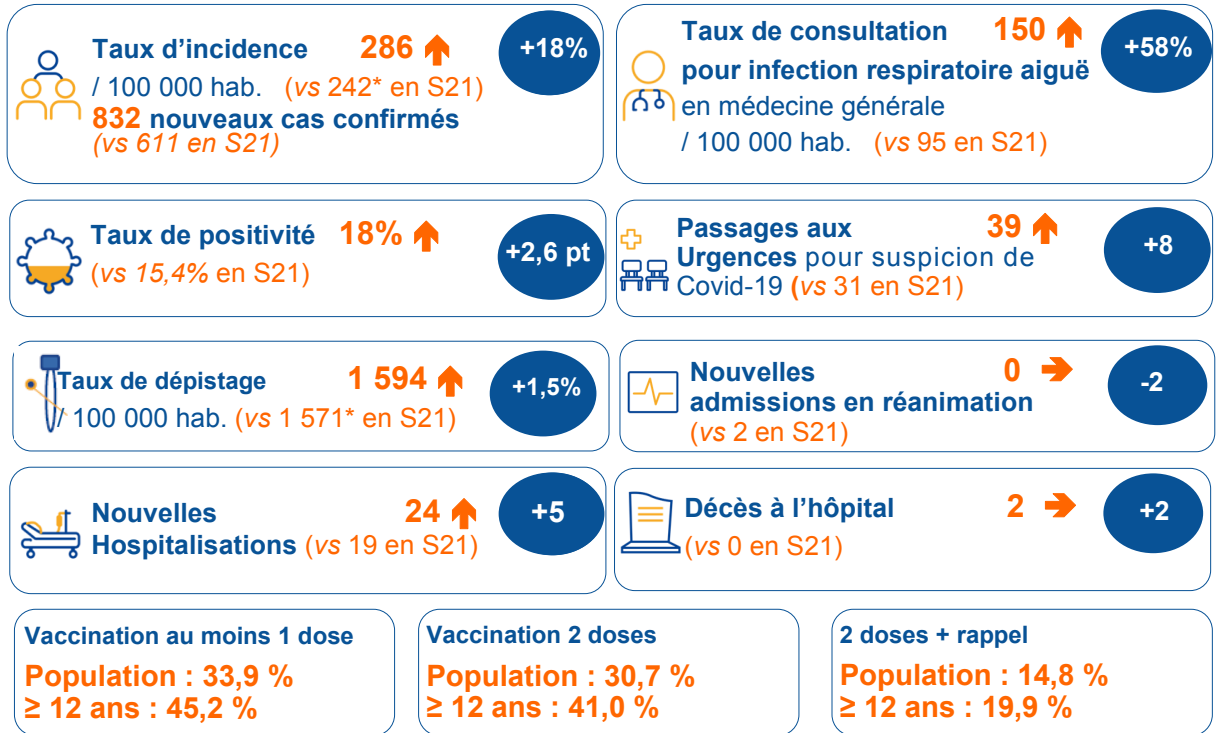 Taux d'incidence 286 +18%
/ 100 000 hab. (vs 242* en S21)
832 nouveaux cas confirmés
(vs 611 en S21)
Taux de consultation 150 +58%
pour infection respiratoire aiguë
en médecine générale
/ 100 000 hab. (vs 95 en S21)
Taux de positivité 18% +2,6 pt
(vs 15,4% en S21)
Passages aux 39 +8
Urgences pour suspicion de
Covid-19 (vs 31 en S21)
Taux de dépistage 1 594 +1,5%
/ 100 000 hab. (vs 1 571* en S21)
Nouvelles 0 -2
admissions en réanimation
(vs 2 en S21)
Nouvelles 24 +5
Hospitalisations (vs 19 en S21)
Décès à l'hôpital 2 +2
(vs 0 en S21)
Vaccination au moins 1 dose
Population : 33,9 %
≥ 12 ans : 45,2 %
Vaccination 2 doses
Population : 30,7 %
≥ 12 ans : 41,0 %
2 doses + rappel
Population : 14,8 %
≥ 12 ans : 19,9 %